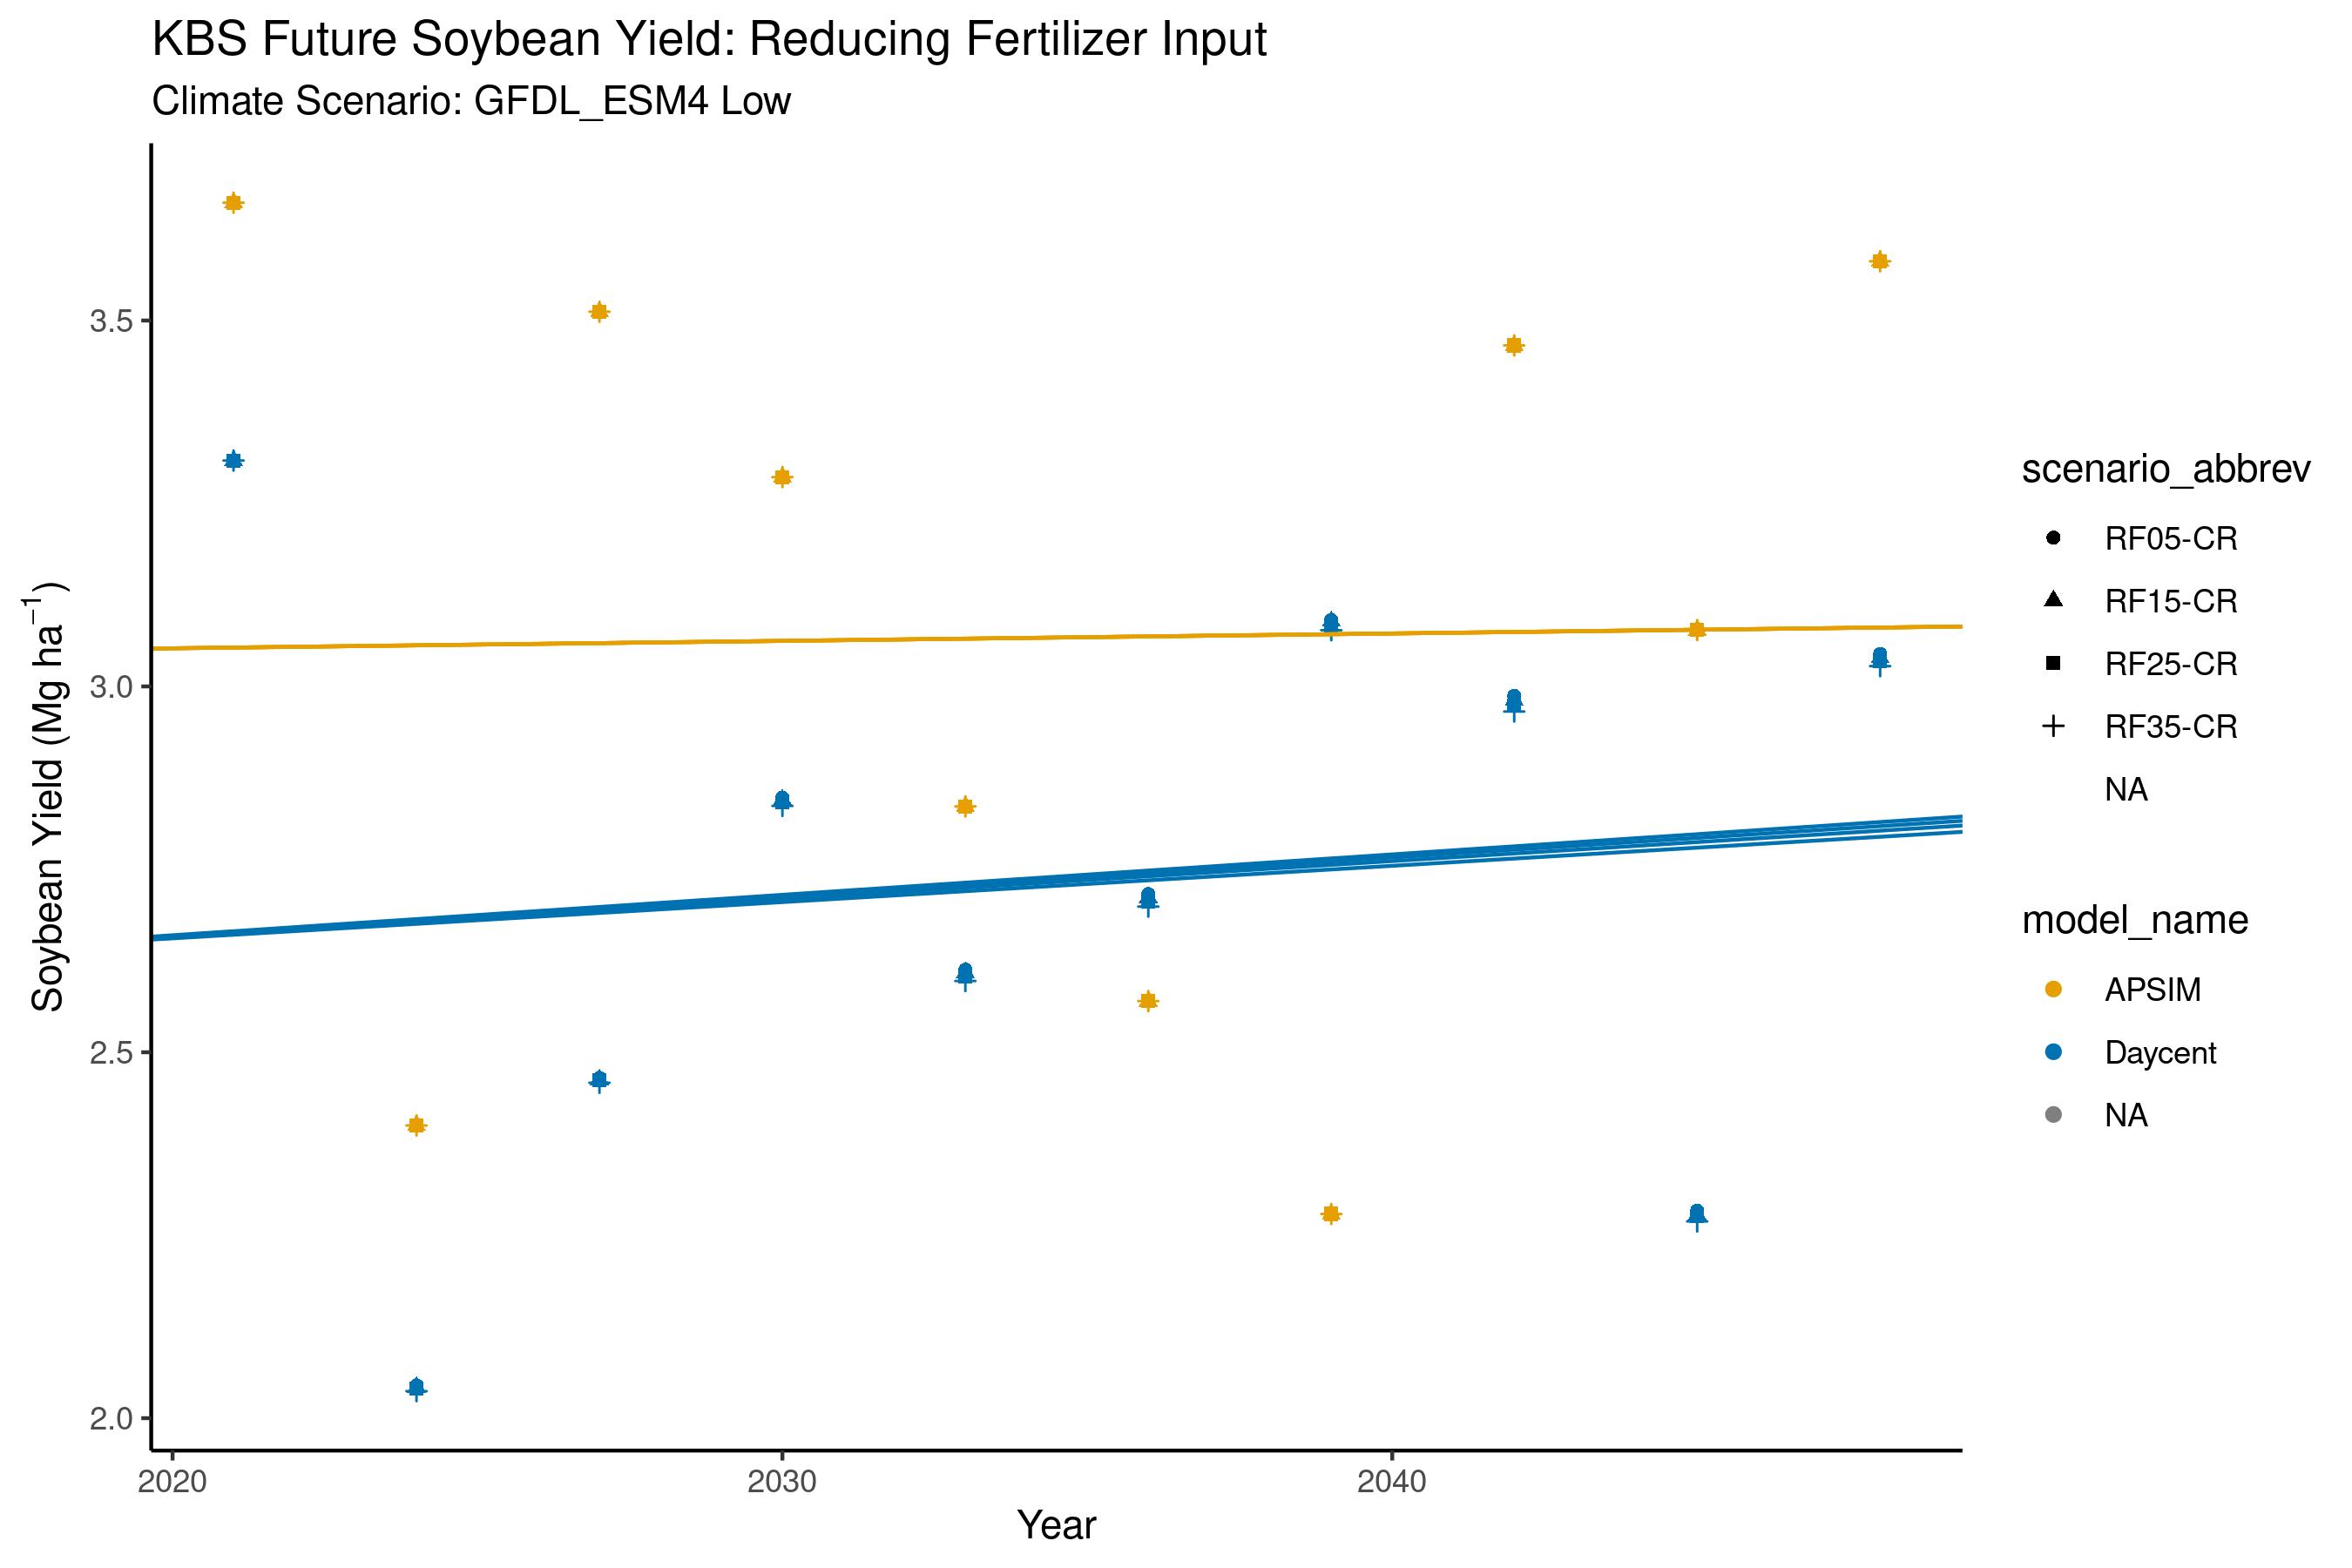 KBS Future Soybean Yield: Reducing Fertilizer Input
Climate Scenario: GFDL_ESM4 Low
Soybean Yield (Mg ha⁻¹)
3.5
3.0
2.5
2.0
2020
2030
2040
Year
scenario_abbrev
RF05-CR
RF15-CR
RF25-CR
RF35-CR
NA
model_name
APSIM
Daycent
NA